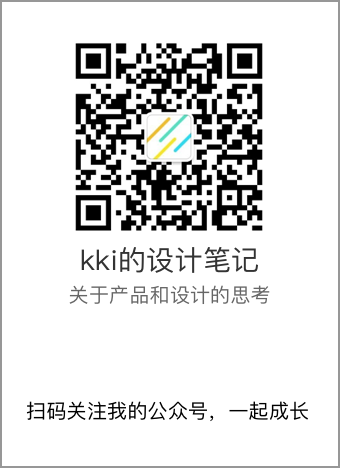 kki的设计笔记
关于产品和设计的思考
扫码关注我的公众号，一起成长